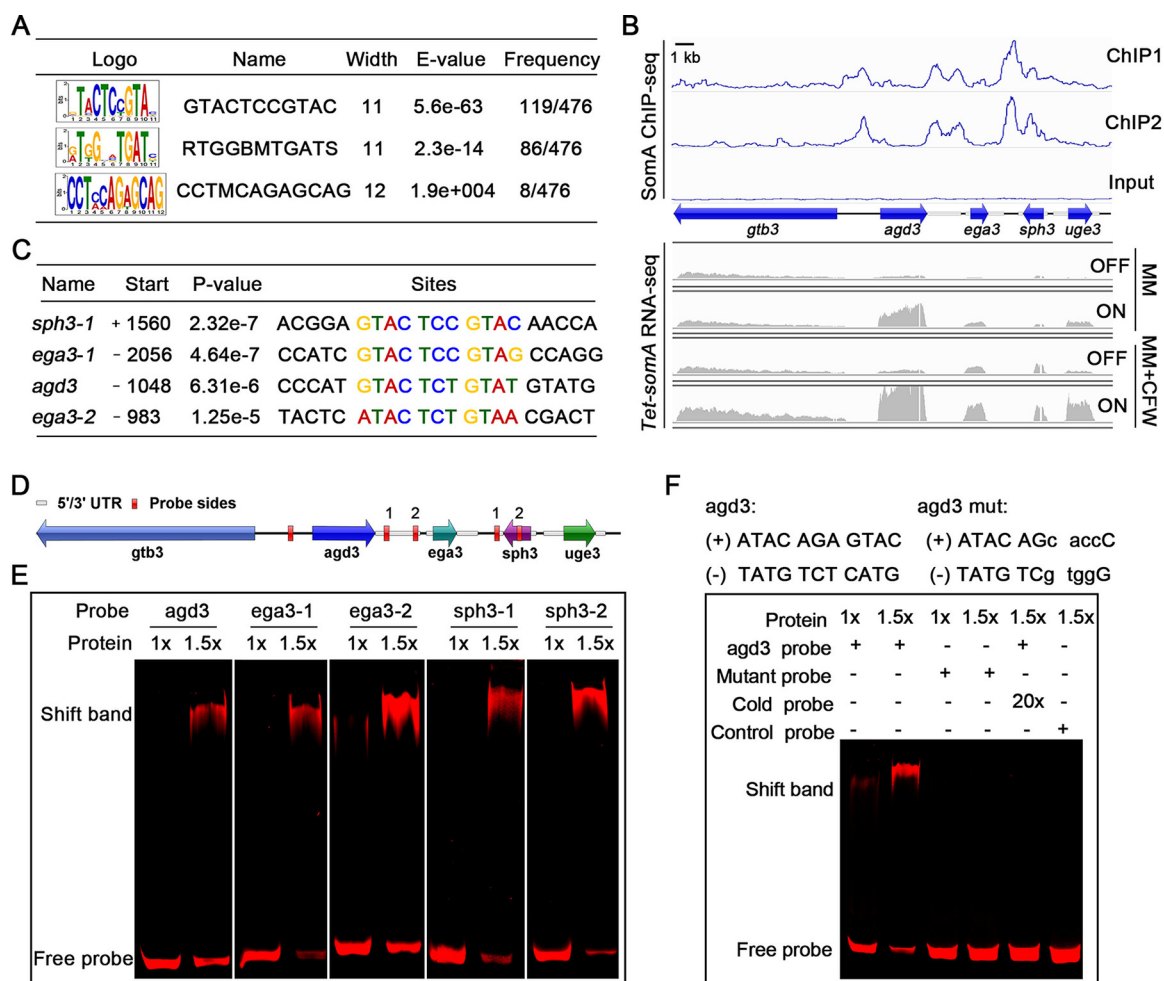 A
Logo Name Width E-value Frequency
GTACTCCGTAC 11 5.6e-63 119/476
RTGGBMTGATS 11 2.3e-14 86/476
CCTMCAGAGCAG 12 1.9e+004 8/476
B
1 kb
SomA ChIP-seq
ChIP1
ChIP2
Input
gtb3 agd3 ega3 sph3 uge3
Tet-somA RNA-seq
OFF
ON
MM
OFF
ON
MM+CFW
C
Name Start P-value Sites
sph3-1 + 1560 2.32e-7 ACGGA GTAC TCC GTAC AACCA
ega3-1 - 2056 4.64e-7 CCATC GTAC TCC GTAG CCAGG
agd3 - 1048 6.31e-6 CCCAT GTAC TCT GTAT GTATG
ega3-2 - 983 1.25e-5 TACTC ATAC TCT GTAA CGACT
D
5'/3' UTR Probe sides
1 2 1 2
gtb3 agd3 ega3 sph3 uge3
E
Probe agd3 ega3-1 ega3-2 sph3-1 sph3-2
Protein 1x 1.5x 1x 1.5x 1x 1.5x 1x 1.5x 1x 1.5x
Shift band
Free probe
F
agd3: agd3 mut:
(+) ATAC AGA GTAC (+) ATAC AGc accC
(-) TATG TCT CATG (-) TATG TCg tggG
Protein 1x 1.5x 1x 1.5x 1.5x 1.5x
agd3 probe + + - - + -
Mutant probe - - + + - -
Cold probe - - - - 20x -
Control probe - - - - - +
Shift band
Free probe